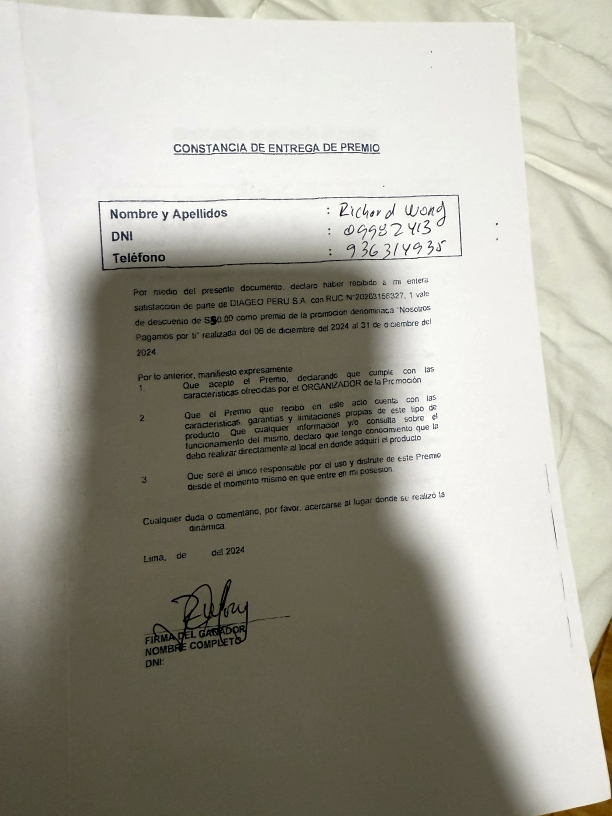 CONSTANCIA DE ENTREGA DE PREMIO
Nombre y Apellidos : Richard Wong
DNI : 09982413
Teléfono : 936314935
Por medio del presente documento, declaro haber recibido a mi entera
satisfaccion de parte de DIAGEO PERU S.A. con RUC N°20263158327, 1 vale
de descuento de 50.00 como premio de la promoción denominada "Nosotros
Pagamos por ti" realizada del 06 de diciembre del 2024 al 31 de diciembre del
2024
Por lo anterior, manifiesto expresamente
1. Que acepto el Premio, declarando que cumple con las
características ofrecidas por el ORGANIZADOR de la Promoción
2 Que el Premio que recibo en este acto cuenta con las
características, garantías y limitaciones propias de este tipo de
producto. Que cualquier información y/o consulta sobre el
funcionamiento del mismo, declaro que tengo conocimiento que la
debo realizar directamente al local en donde adquirí el producto
3 Que seré el único responsable por el uso y disfrute de este Premio
desde el momento mismo en que entre en mi posesión.
Cualquier duda o comentario, por favor, acercarse al lugar donde se realizó la
dinámica
Lima, de del 2024
FIRMA DEL GANADOR
NOMBRE COMPLETO
DNI: